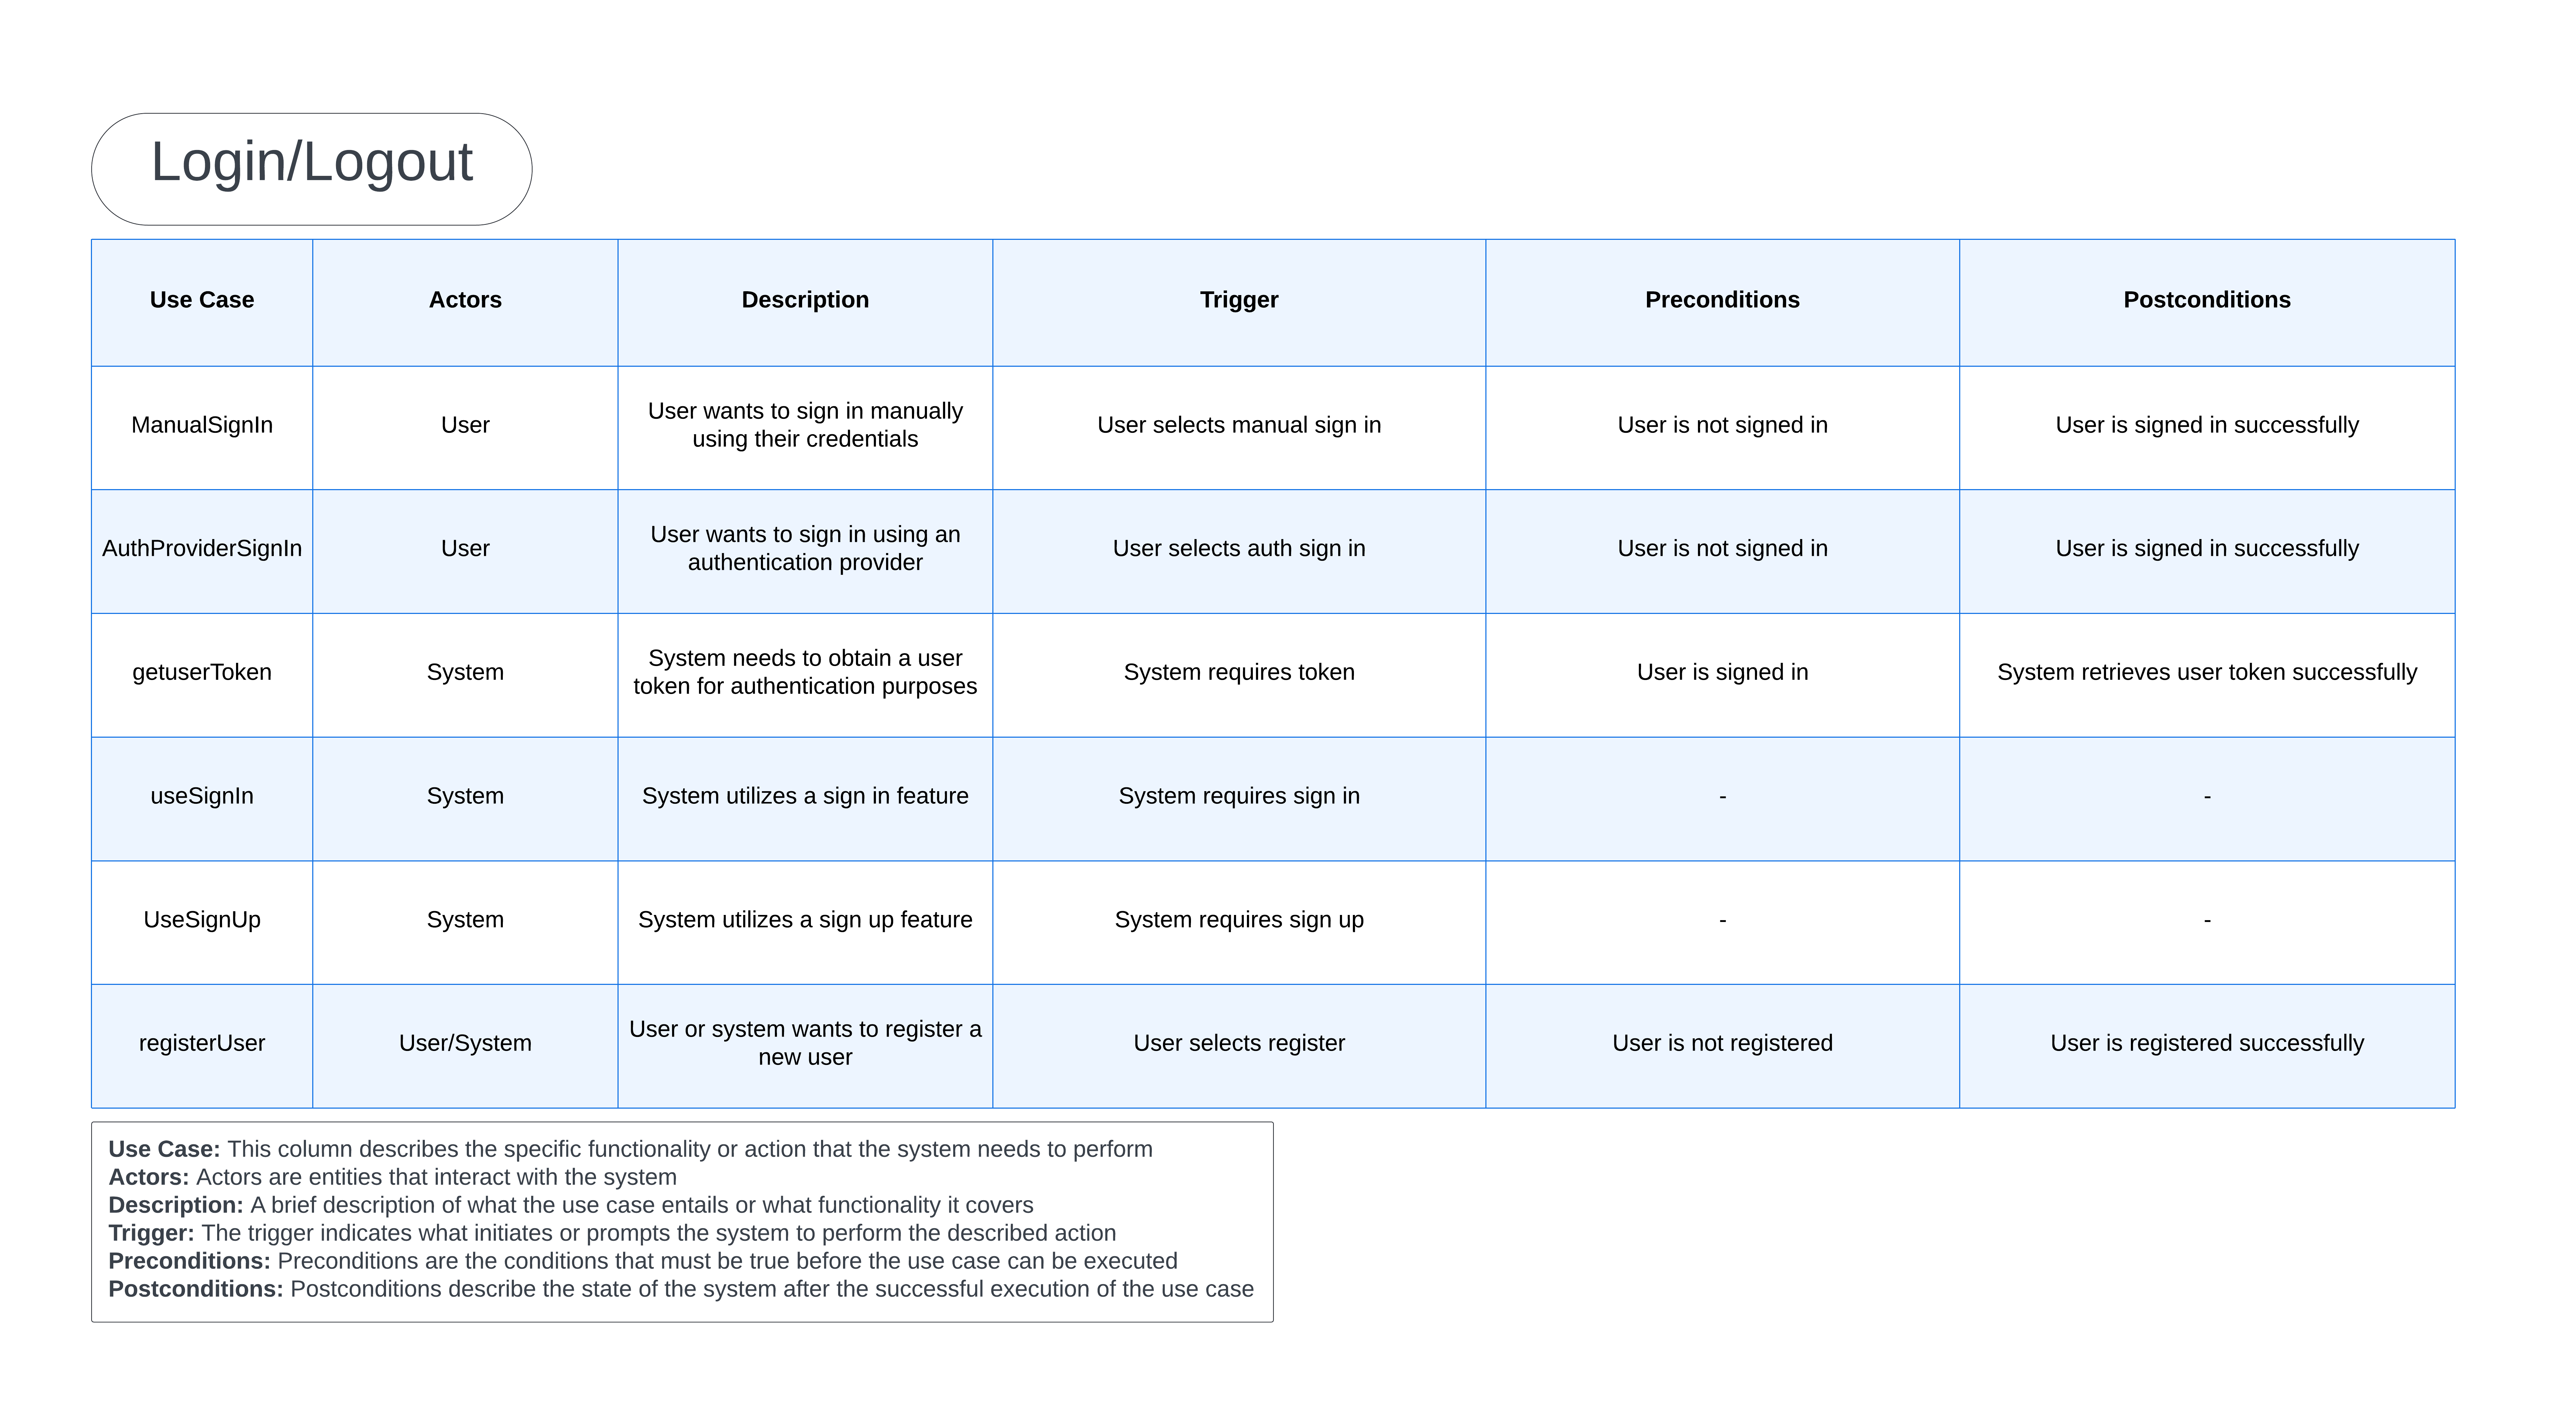 Login/Logout
Use Case
Actors
Description
Trigger
Preconditions
Postconditions
ManualSignIn
User
User wants to sign in manually
using their credentials
User selects manual sign in
User is not signed in
User is signed in successfully
AuthProviderSignIn
User
User wants to sign in using an
authentication provider
User selects auth sign in
User is not signed in
User is signed in successfully
getuserToken
System
System needs to obtain a user
token for authentication purposes
System requires token
User is signed in
System retrieves user token successfully
useSignIn
System
System utilizes a sign in feature
System requires sign in
-
-
UseSignUp
System
System utilizes a sign up feature
System requires sign up
-
-
registerUser
User/System
User or system wants to register a
new user
User selects register
User is not registered
User is registered successfully
Use Case: This column describes the specific functionality or action that the system needs to perform
Actors: Actors are entities that interact with the system
Description: A brief description of what the use case entails or what functionality it covers
Trigger: The trigger indicates what initiates or prompts the system to perform the described action
Preconditions: Preconditions are the conditions that must be true before the use case can be executed
Postconditions: Postconditions describe the state of the system after the successful execution of the use case